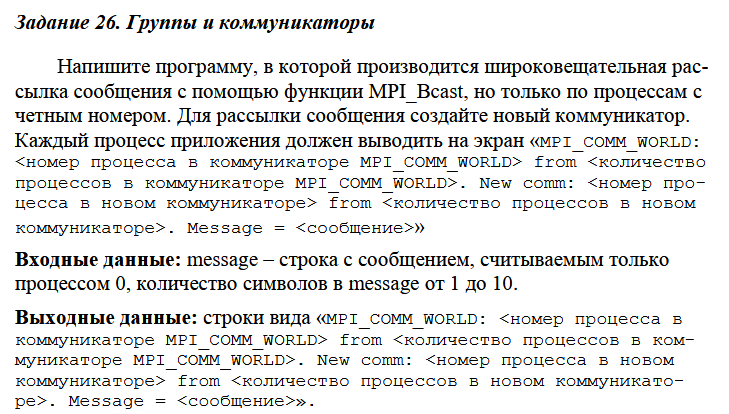 Задание 26. Группы и коммуникаторы
Напишите программу, в которой производится широковещательная рас-
сылка сообщения с помощью функции MPI_Bcast, но только по процессам с
четным номером. Для рассылки сообщения создайте новый коммуникатор.
Каждый процесс приложения должен выводить на экран «MPI_COMM_WORLD:
<номер процесса в коммуникаторе MPI_COMM_WORLD> from <количество
процессов в коммуникаторе MPI_COMM_WORLD>. New comm: <номер про-
цесса в новом коммуникаторе> from <количество процессов в новом
коммуникаторе>. Message = <сообщение>»
Входные данные: message – строка с сообщением, считываемым только
процессом 0, количество символов в message от 1 до 10.
Выходные данные: строки вида «MPI_COMM_WORLD: <номер процесса в
коммуникаторе MPI_COMM_WORLD> from <количество процессов в ком-
муникаторе MPI_COMM_WORLD>. New comm: <номер процесса в новом
коммуникаторе> from <количество процессов в новом коммуникато-
ре>. Message = <сообщение>».